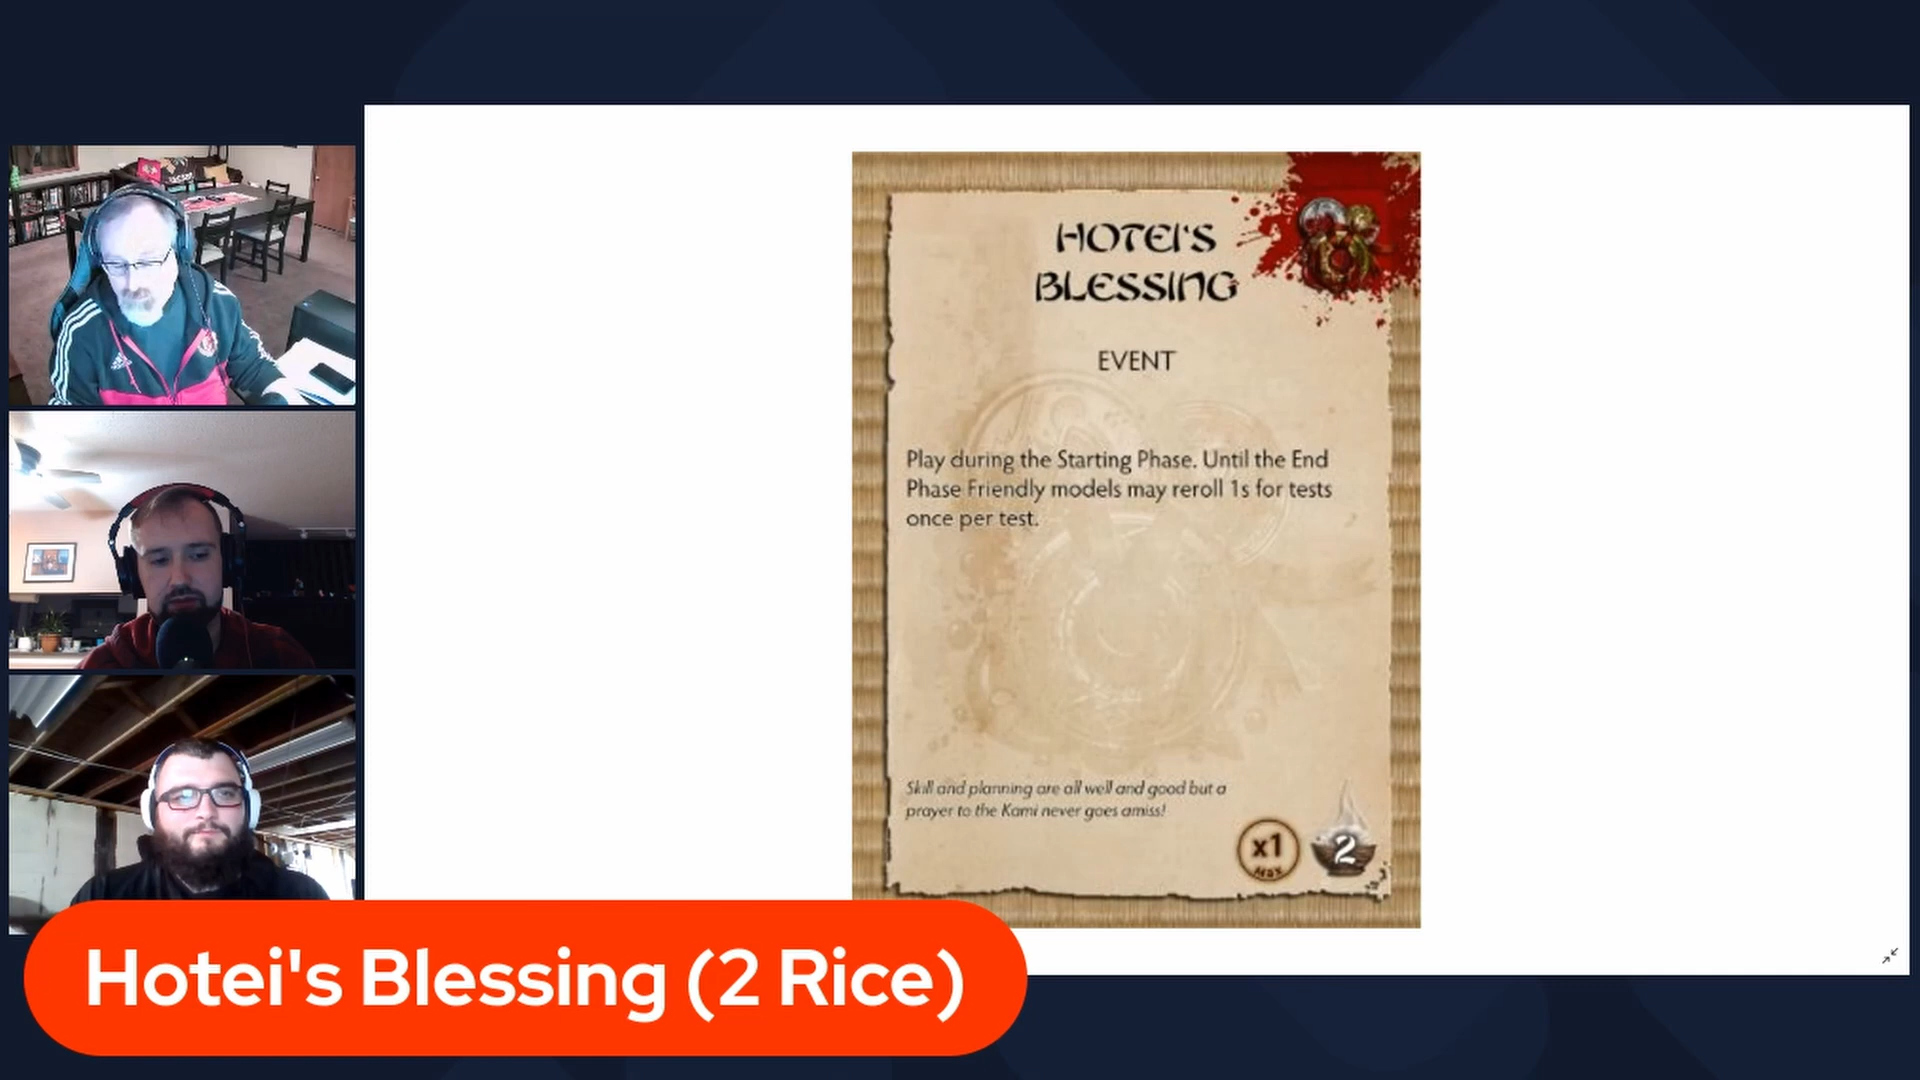 HOTEI'S
BLESSING
EVENT
Play during the Starting Phase. Until the End
Phase Friendly models may reroll 1s for tests
once per test.
Skill and planning are all well and good but a
prayer to the Kami never goes amiss!
x1
MAX
2
Hotei's Blessing (2 Rice)